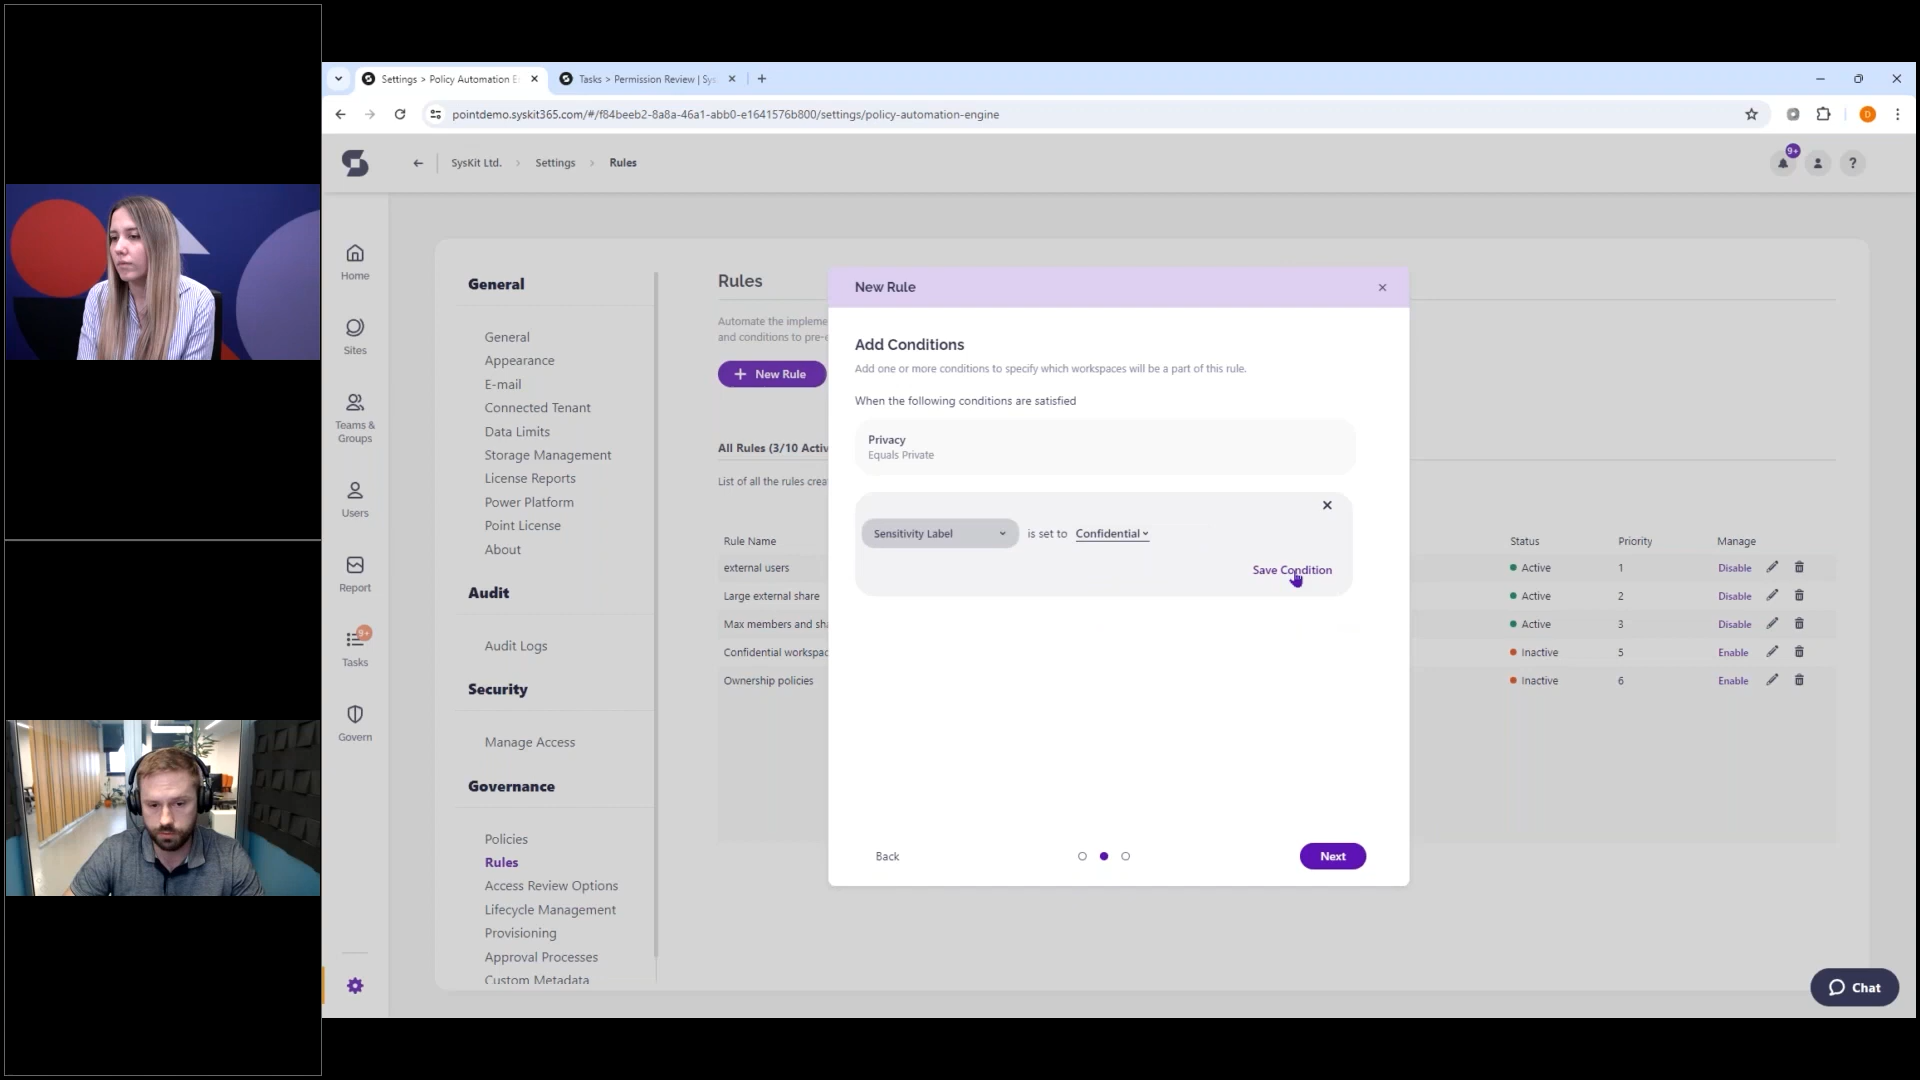 Settings > Policy Automation E
Tasks > Permission Review | Sys
pointdemo.syskit365.com/#/f84beeb2-8a8a-46a1-abb0-e1641576b800/settings/policy-automation-engine
D
SysKit Ltd. > Settings > Rules
9+
?
Home
Sites
Teams &
Groups
Users
Report
9+
Tasks
Govern
General
General
Appearance
E-mail
Connected Tenant
Data Limits
Storage Management
License Reports
Power Platform
Point License
About
Audit
Audit Logs
Security
Manage Access
Governance
Policies
Rules
Access Review Options
Lifecycle Management
Provisioning
Approval Processes
Custom Metadata
Rules
Automate the impleme
and conditions to pre-e
+ New Rule
All Rules (3/10 Activ
List of all the rules crea
Rule Name
Status
Priority
Manage
external users
Active
1
Disable
Large external share
Active
2
Disable
Max members and sha
Active
3
Disable
Confidential workspac
Inactive
5
Enable
Ownership policies
Inactive
6
Enable
New Rule
Add Conditions
Add one or more conditions to specify which workspaces will be a part of this rule.
When the following conditions are satisfied
Privacy
Equals Private
Sensitivity Label is set to Confidential
Save Condition
Back
Next
Chat